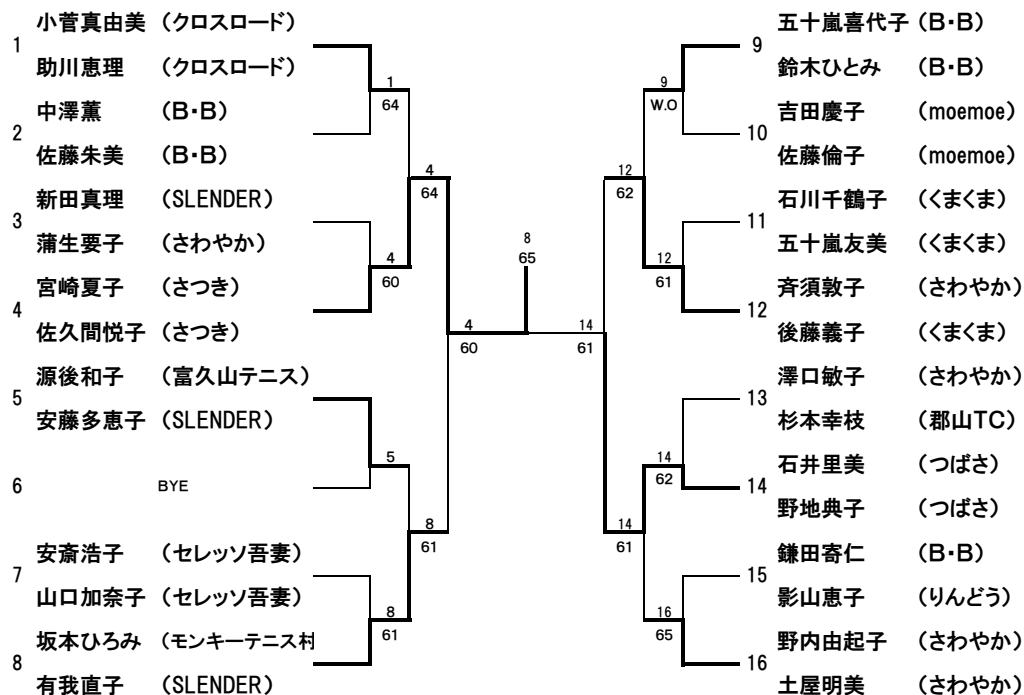 小菅真由美 (クロスロード)
1
助川恵理 (クロスロード)
中澤薫 (B・B)
2
佐藤朱美 (B・B)
新田真理 (SLENDER)
3
蒲生要子 (さわやか)
宮崎夏子 (さつき)
4
佐久間悦子 (さつき)
源後和子 (富久山テニス)
5
安藤多恵子 (SLENDER)
6 BYE
安斎浩子 (セレッソ吾妻)
7
山口加奈子 (セレッソ吾妻)
坂本ひろみ (モンキーテニス村
8
有我直子 (SLENDER)
1
64
4
60
5
8
61
4
64
8
61
4
60
8
65
14
61
12
62
14
61
9
W.O
12
61
14
62
16
65
五十嵐喜代子 (B・B)
9
鈴木ひとみ (B・B)
吉田慶子 (moemoe)
10
佐藤倫子 (moemoe)
石川千鶴子 (くまくま)
11
五十嵐友美 (くまくま)
斉須敦子 (さわやか)
12
後藤義子 (くまくま)
澤口敏子 (さわやか)
13
杉本幸枝 (郡山TC)
石井里美 (つばさ)
14
野地典子 (つばさ)
鎌田寄仁 (B・B)
15
影山恵子 (りんどう)
野内由起子 (さわやか)
16
土屋明美 (さわやか)